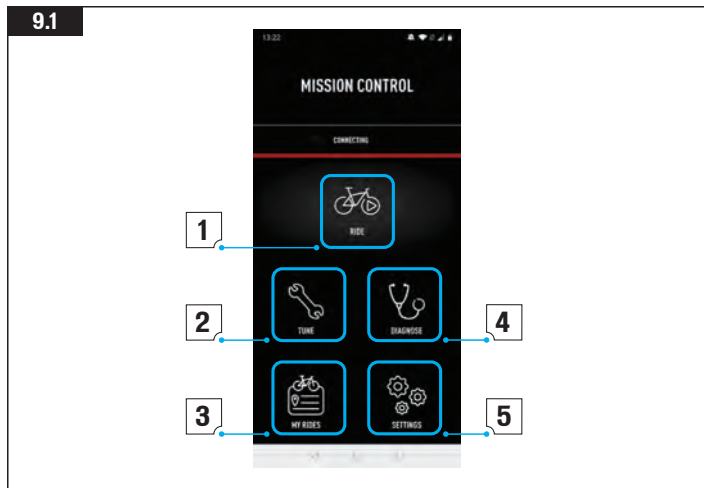 9.1
13:22
MISSION CONTROL
CONNECTING
1
RIDE
2
TUNE
DIAGNOSE
4
3
MY RIDES
SETTINGS
5